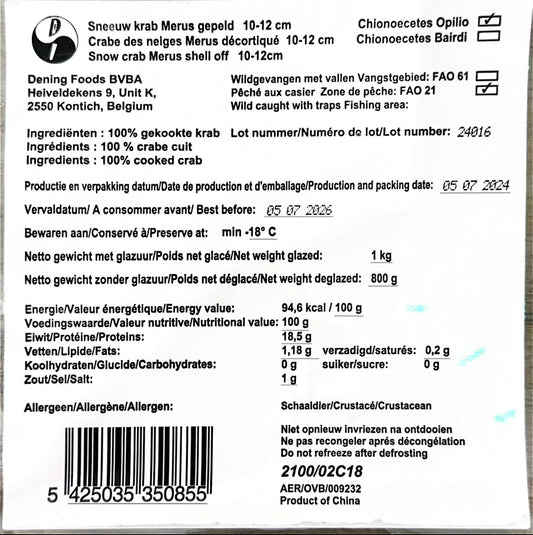 D
I
Sneeuw krab Merus gepeld 10-12 cm
Crabe des neiges Merus décortiqué 10-12 cm
Snow crab Merus shell off 10-12cm
Chionoecetes Opilio
Chionoecetes Bairdi
Dening Foods BVBA
Heiveldekens 9, Unit K,
2550 Kontich, Belgium
Wildgevangen met vallen Vangstgebied: FAO 61
Pêché aux casier Zone de pêche: FAO 21
Wild caught with traps Fishing area:
Ingrediënten : 100% gekookte krab Lot nummer/Numéro de lot/Lot number: 24016
Ingrédients : 100 % crabe cuit
Ingredients : 100% cooked crab
Productie en verpakking datum/Date de production et d'emballage/Production and packing date: 05 07 2024
Vervaldatum/ A consommer avant/ Best before: 05 07 2026
Bewaren aan/Conservé à/Preserve at: min -18° C
Netto gewicht met glazuur/Poids net glacé/Net weight glazed: 1 kg
Netto gewicht zonder glazuur/Poids net déglacé/Net weight deglazed: 800 g
Energie/Valeur énergétique/Energy value: 94,6 kcal / 100 g
Voedingswaarde/Valeur nutritive/Nutritional value: 100 g
Eiwit/Protéine/Proteins: 18,5 g
Vetten/Lipide/Fats: 1,18 g verzadigd/saturés: 0,2 g
Koolhydraten/Glucide/Carbohydrates: 0 g suiker/sucre: 0 g
Zout/Sel/Salt: 1 g
Allergeen/Allergène/Allergen: Schaaldier/Crustacé/Crustacean
Niet opnieuw invriezen na ontdooien
Ne pas recongeler aprés décongélation
Do not refreeze after defrosting
2100/02C18
AER/OVB/009232
Product of China
5 425035 350855